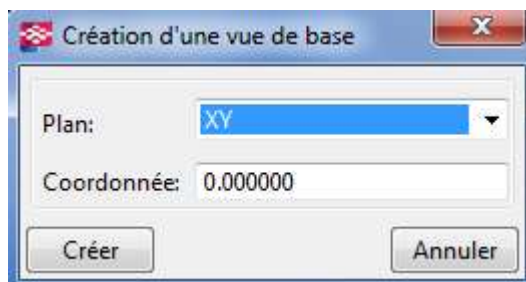 Création d'une vue de base
Plan: XY
Coordonnée: 0.000000
Créer Annuler